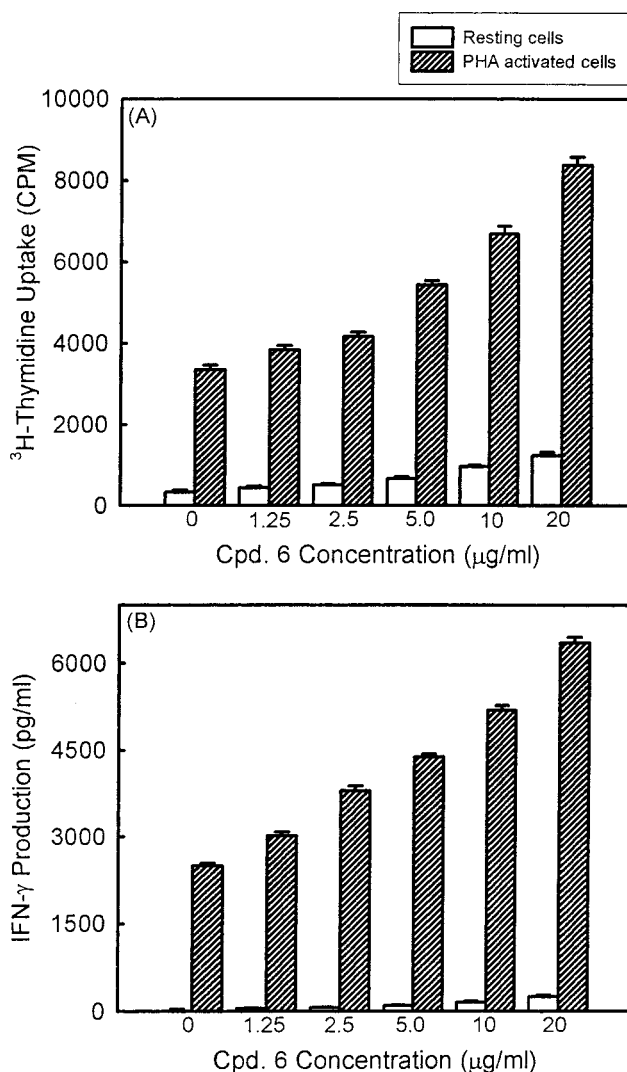 Resting cells
PHA activated cells
(A)
10000
8000
6000
4000
2000
0
³H-Thymidine Uptake (CPM)
0 1.25 2.5 5.0 10 20
Cpd. 6 Concentration (μg/ml)
(B)
6000
4500
3000
1500
0
IFN-γ Production (pg/ml)
0 1.25 2.5 5.0 10 20
Cpd. 6 Concentration (μg/ml)